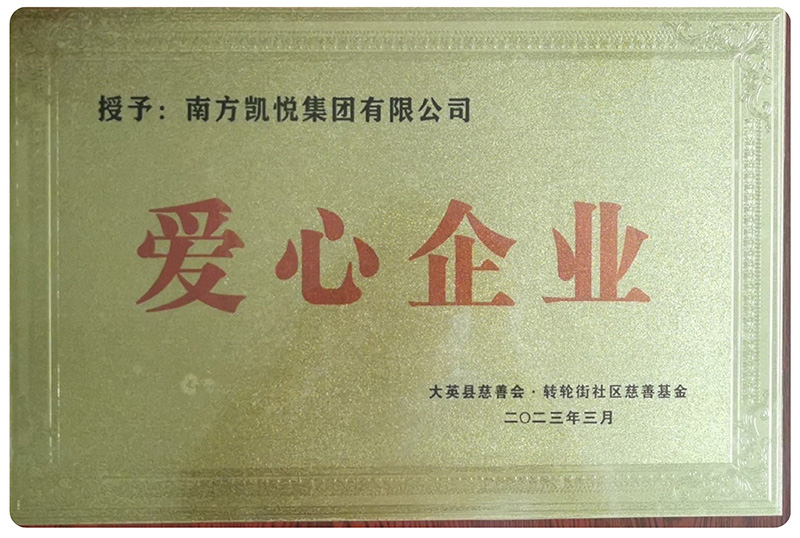 授予：南方凯悦集团有限公司
爱心企业
大英县慈善会·转轮街社区慈善基金
二〇二三年三月